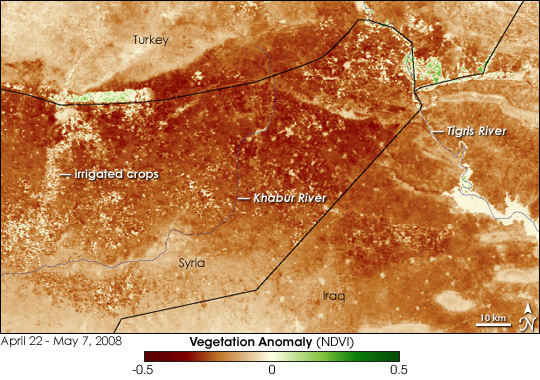 Turkey
Tigris River
irrigated crops
Khabur River
Syria
Iraq
10 km
N
April 22 - May 7, 2008
Vegetation Anomaly (NDVI)
-0.5 0 0.5